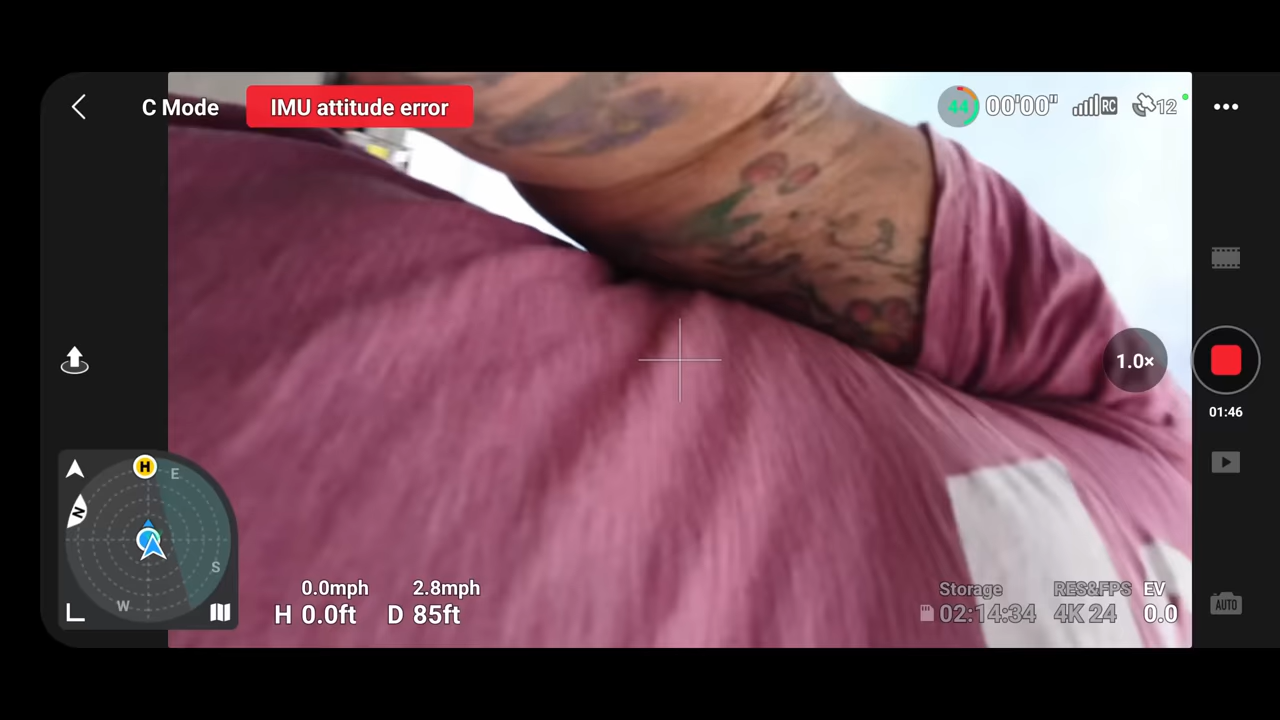 C Mode
IMU attitude error
44
00'00"
RC
12
1.0×
01:46
H
E
N
S
W
0.0mph
2.8mph
H 0.0ft
D 85ft
Storage
RES&FPS
EV
02:14:34
4K 24
0.0
AUTO